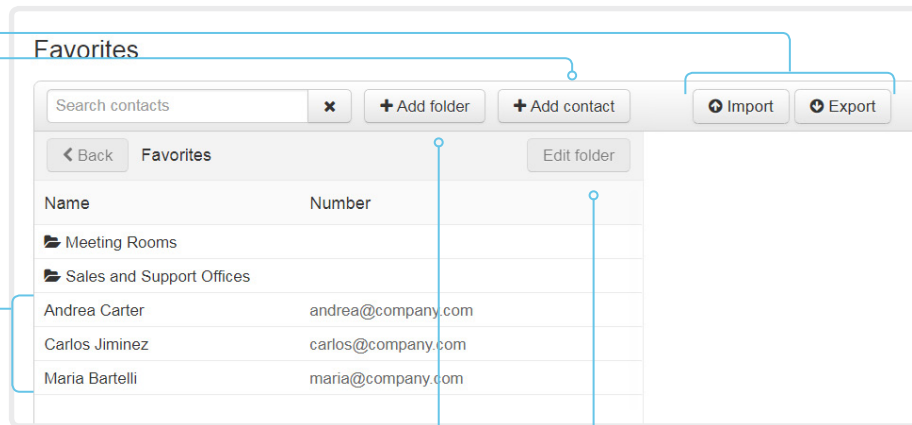 Favorites
Search contacts
Add folder
Add contact
Import
Export
Back
Favorites
Edit folder
Name Number
Meeting Rooms
Sales and Support Offices
Andrea Carter andrea@company.com
Carlos Jiminez carlos@company.com
Maria Bartelli maria@company.com